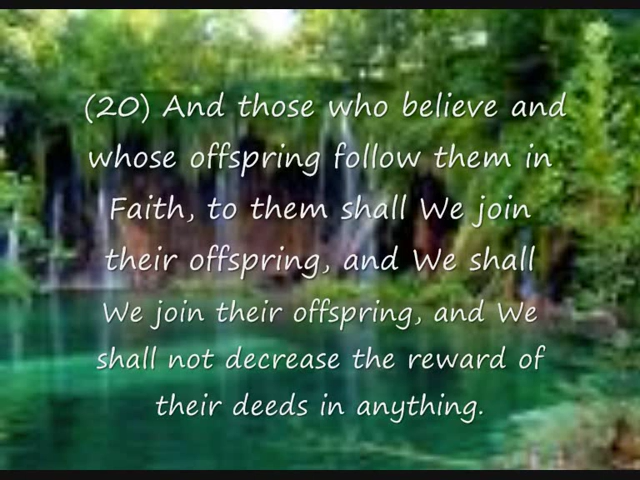 (20) And those who believe and
whose offspring follow them in
Faith, to them shall We join
their offspring, and We shall
We join their offspring, and We
shall not decrease the reward of
their deeds in anything.